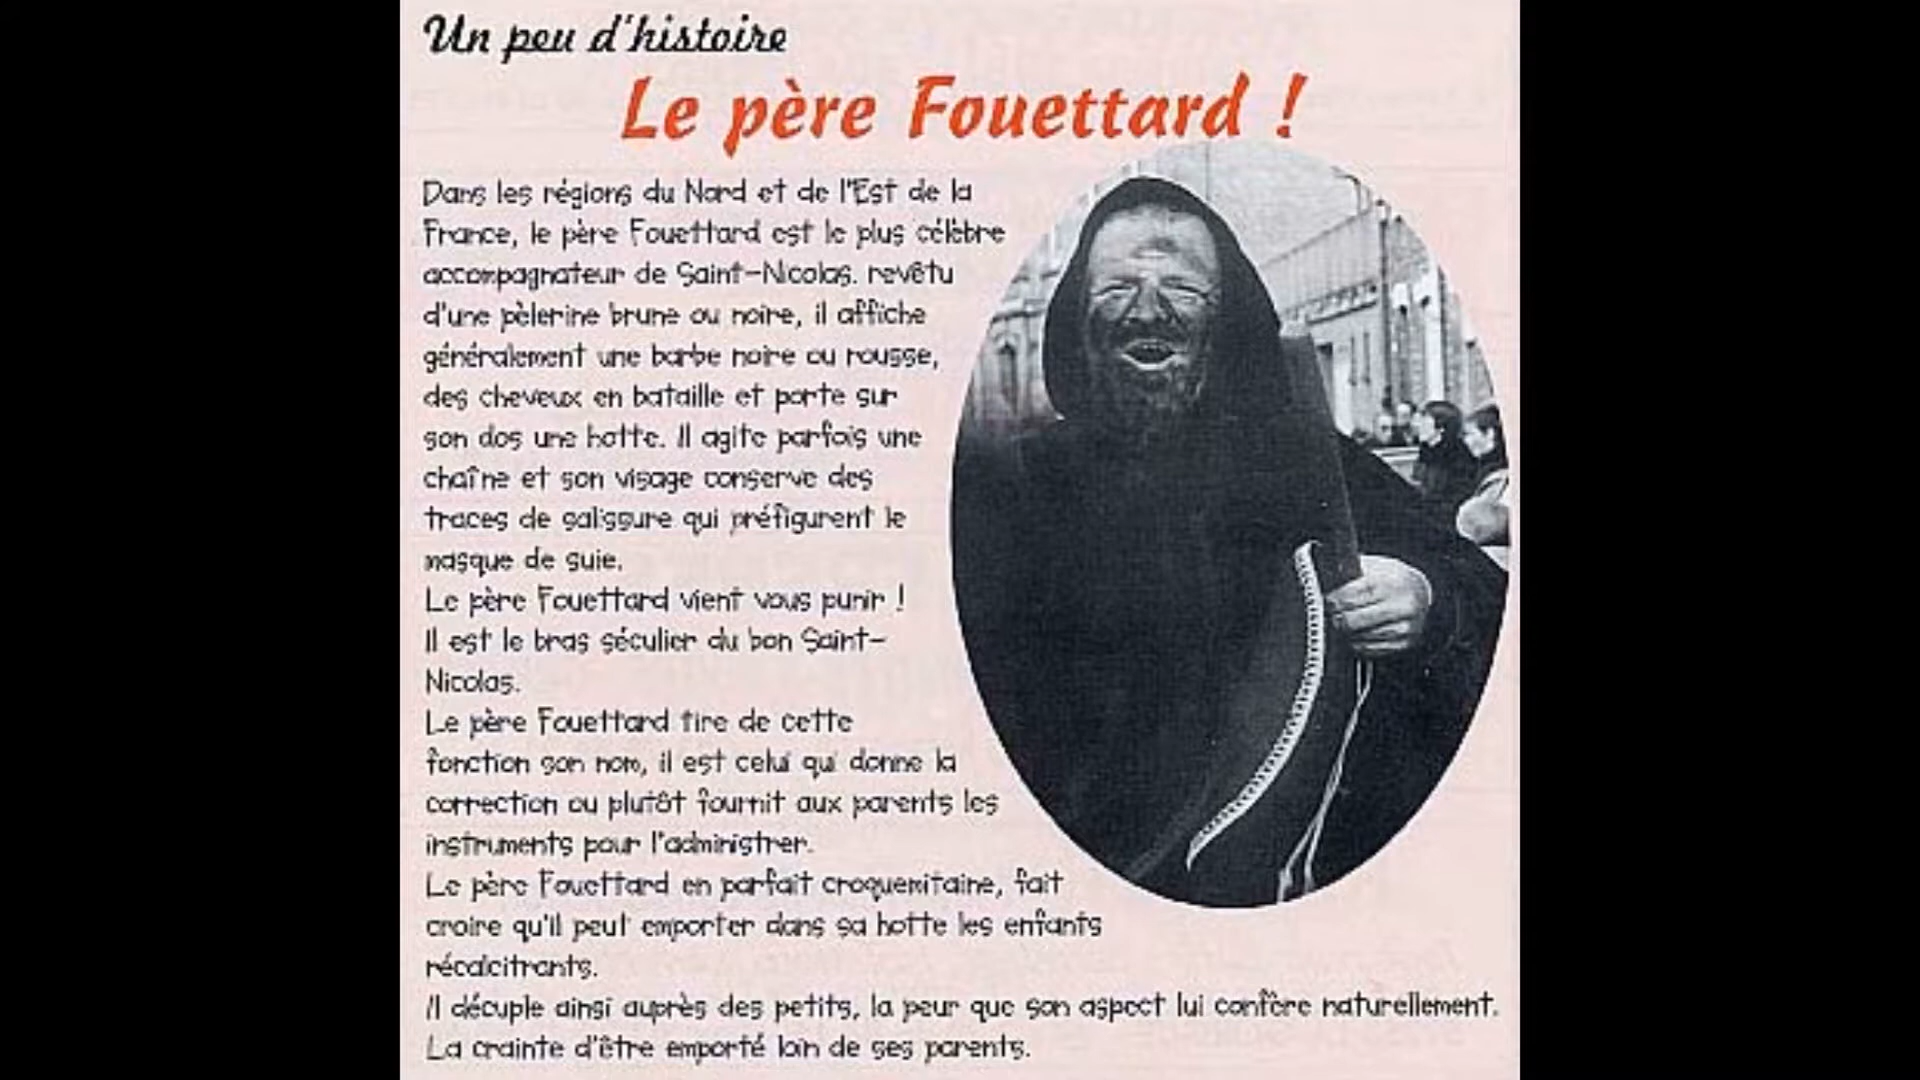 Un peu d'histoire
Le père Fouettard !
Dans les régions du Nord et de l'Est de la
France, le père Fouettard est le plus célèbre
accompagnateur de Saint-Nicolas. revêtu
d'une pèlerine brune ou noire, il affiche
généralement une barbe noire ou rousse,
des cheveux en bataille et porte sur
son dos une hotte. Il agite parfois une
chaîne et son visage conserve des
traces de salissure qui préfigurent le
masque de suie.
Le père Fouettard vient vous punir !
Il est le bras séculier du bon Saint-
Nicolas.
Le père Fouettard tire de cette
fonction son nom, il est celui qui donne la
correction ou plutôt fournit aux parents les
instruments pour l'administrer.
Le père Fouettard en parfait croquemitaine, fait
croire qu'il peut emporter dans sa hotte les enfants
récalcitrants.
Il décuple ainsi auprès des petits, la peur que son aspect lui confère naturellement.
La crainte d'être emporté loin de ses parents.